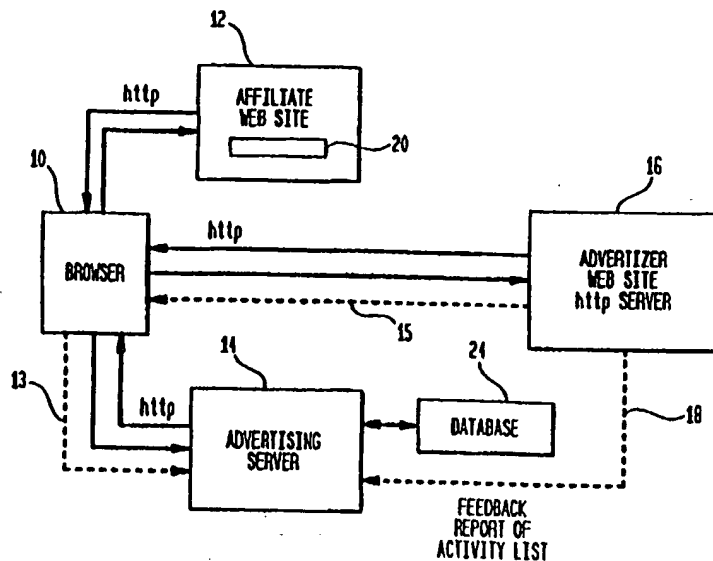 12
http
AFFILIATE
WEB SITE
20
10
16
http
BROWSER
ADVERTIZER
WEB SITE
http SERVER
15
14
24
13
http
18
ADVERTISING
SERVER
DATABASE
FEEDBACK
REPORT OF
ACTIVITY LIST